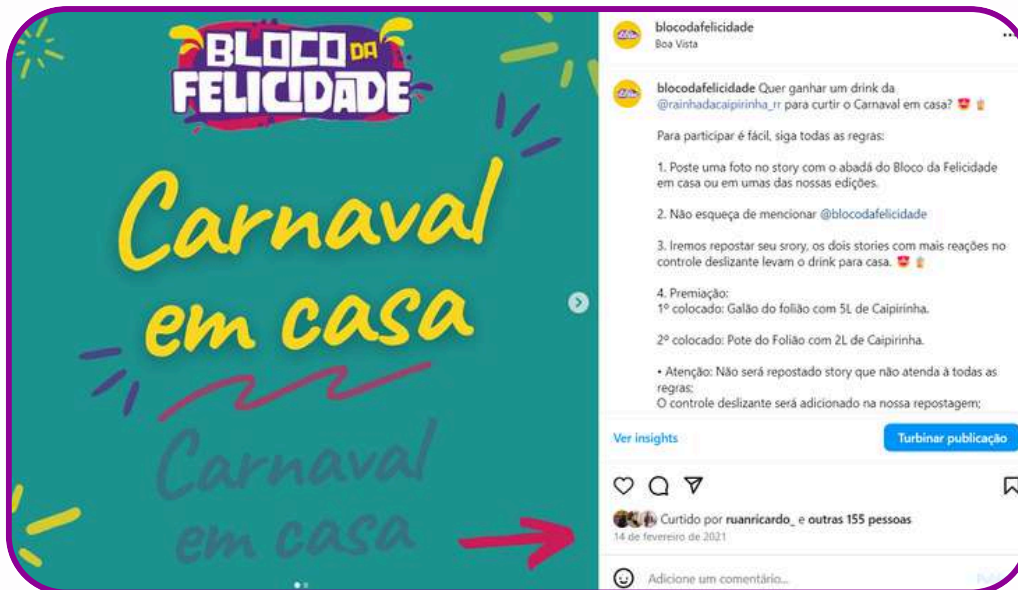 BLOCO DA
FELICIDADE
Carnaval
em casa
Carnaval
em casa
blocodafelicidade
Boa Vista
blocodafelicidade Quer ganhar um drink da
@rainhadacaipirinha_rr para curtir o Carnaval em casa?
Para participar é fácil, siga todas as regras:
1. Poste uma foto no story com o abadá do Bloco da Felicidade
em casa ou em umas das nossas edições.
2. Não esqueça de mencionar @blocodafelicidade
3. Iremos repostar seu srory, os dois stories com mais reações no
controle deslizante levam o drink para casa.
4. Premiação:
1º colocado: Galão do folião com 5L de Caipirinha.
2º colocado: Pote do Folião com 2L de Caipirinha.
• Atenção: Não será repostado story que não atenda à todas as
regras;
O controle deslizante será adicionado na nossa repostagem;
Ver insights
Turbinar publicação
Curtido por ruanricardo_ e outras 155 pessoas
14 de fevereiro de 2021
Adicione um comentário...